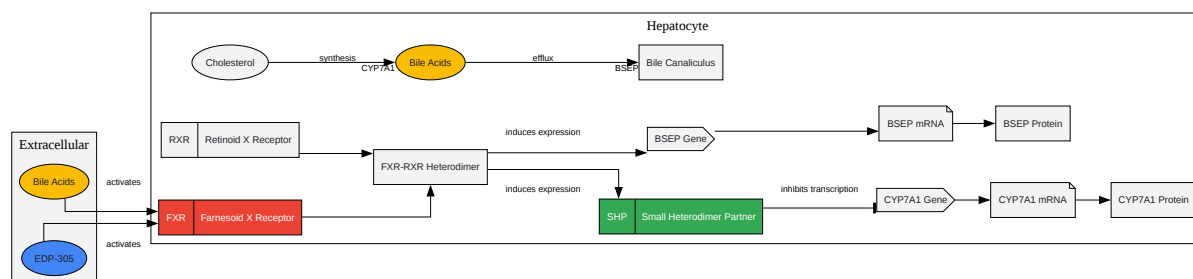 Hepatocyte
Cholesterol
synthesis
CYP7A1
Bile Acids
efflux
BSEP
Bile Canaliculus
Extracellular
Bile Acids
EDP-305
activates
activates
RXR
Retinoid X Receptor
FXR
Farnesoid X Receptor
FXR-RXR Heterodimer
induces expression
induces expression
BSEP Gene
BSEP mRNA
BSEP Protein
SHP
Small Heterodimer Partner
inhibits transcription
CYP7A1 Gene
CYP7A1 mRNA
CYP7A1 Protein